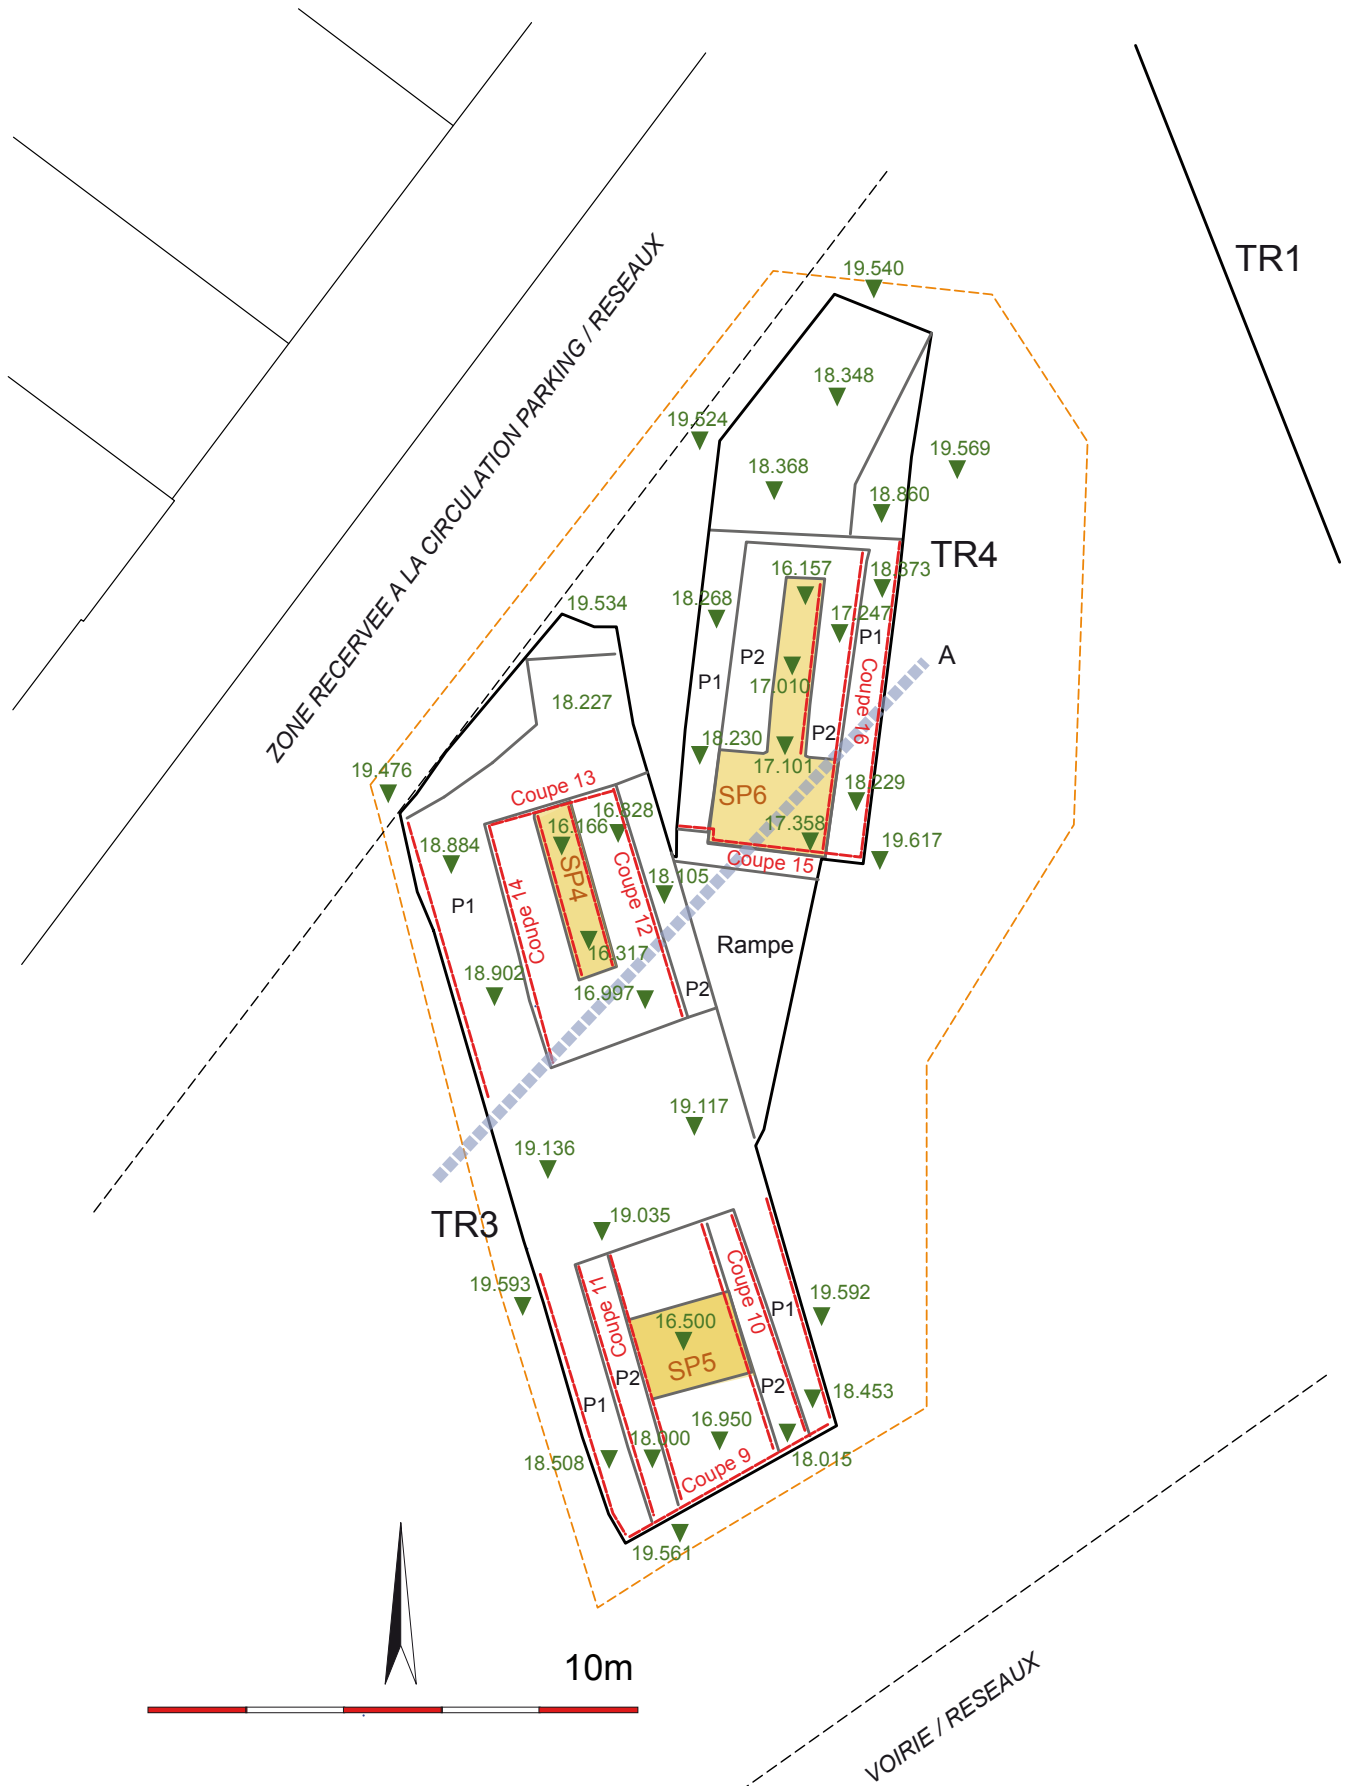 TR1
ZONE RECERVEE A LA CIRCULATION PARKING / RESEAUX
19.540
18.348
19.524
18.368
19.569
18.860
TR4
16.157
18.373
18.268
17.247
P1
P2
A
P1
17.010
Coupe 16
18.230
P2
17.101
SP6
18.229
17.358
19.617
Coupe 15
19.534
18.227
19.476
Coupe 13
16.828
16.166
18.884
SP4
Coupe 12
18.105
P1
Coupe 14
Rampe
16.317
18.902
16.997
P2
19.117
19.136
TR3
19.035
19.593
Coupe 11
Coupe 10
19.592
P1
16.500
SP5
P2
P2
P1
18.453
16.950
18.000
18.508
Coupe 9
18.015
19.561
10m
VOIRIE / RESEAUX